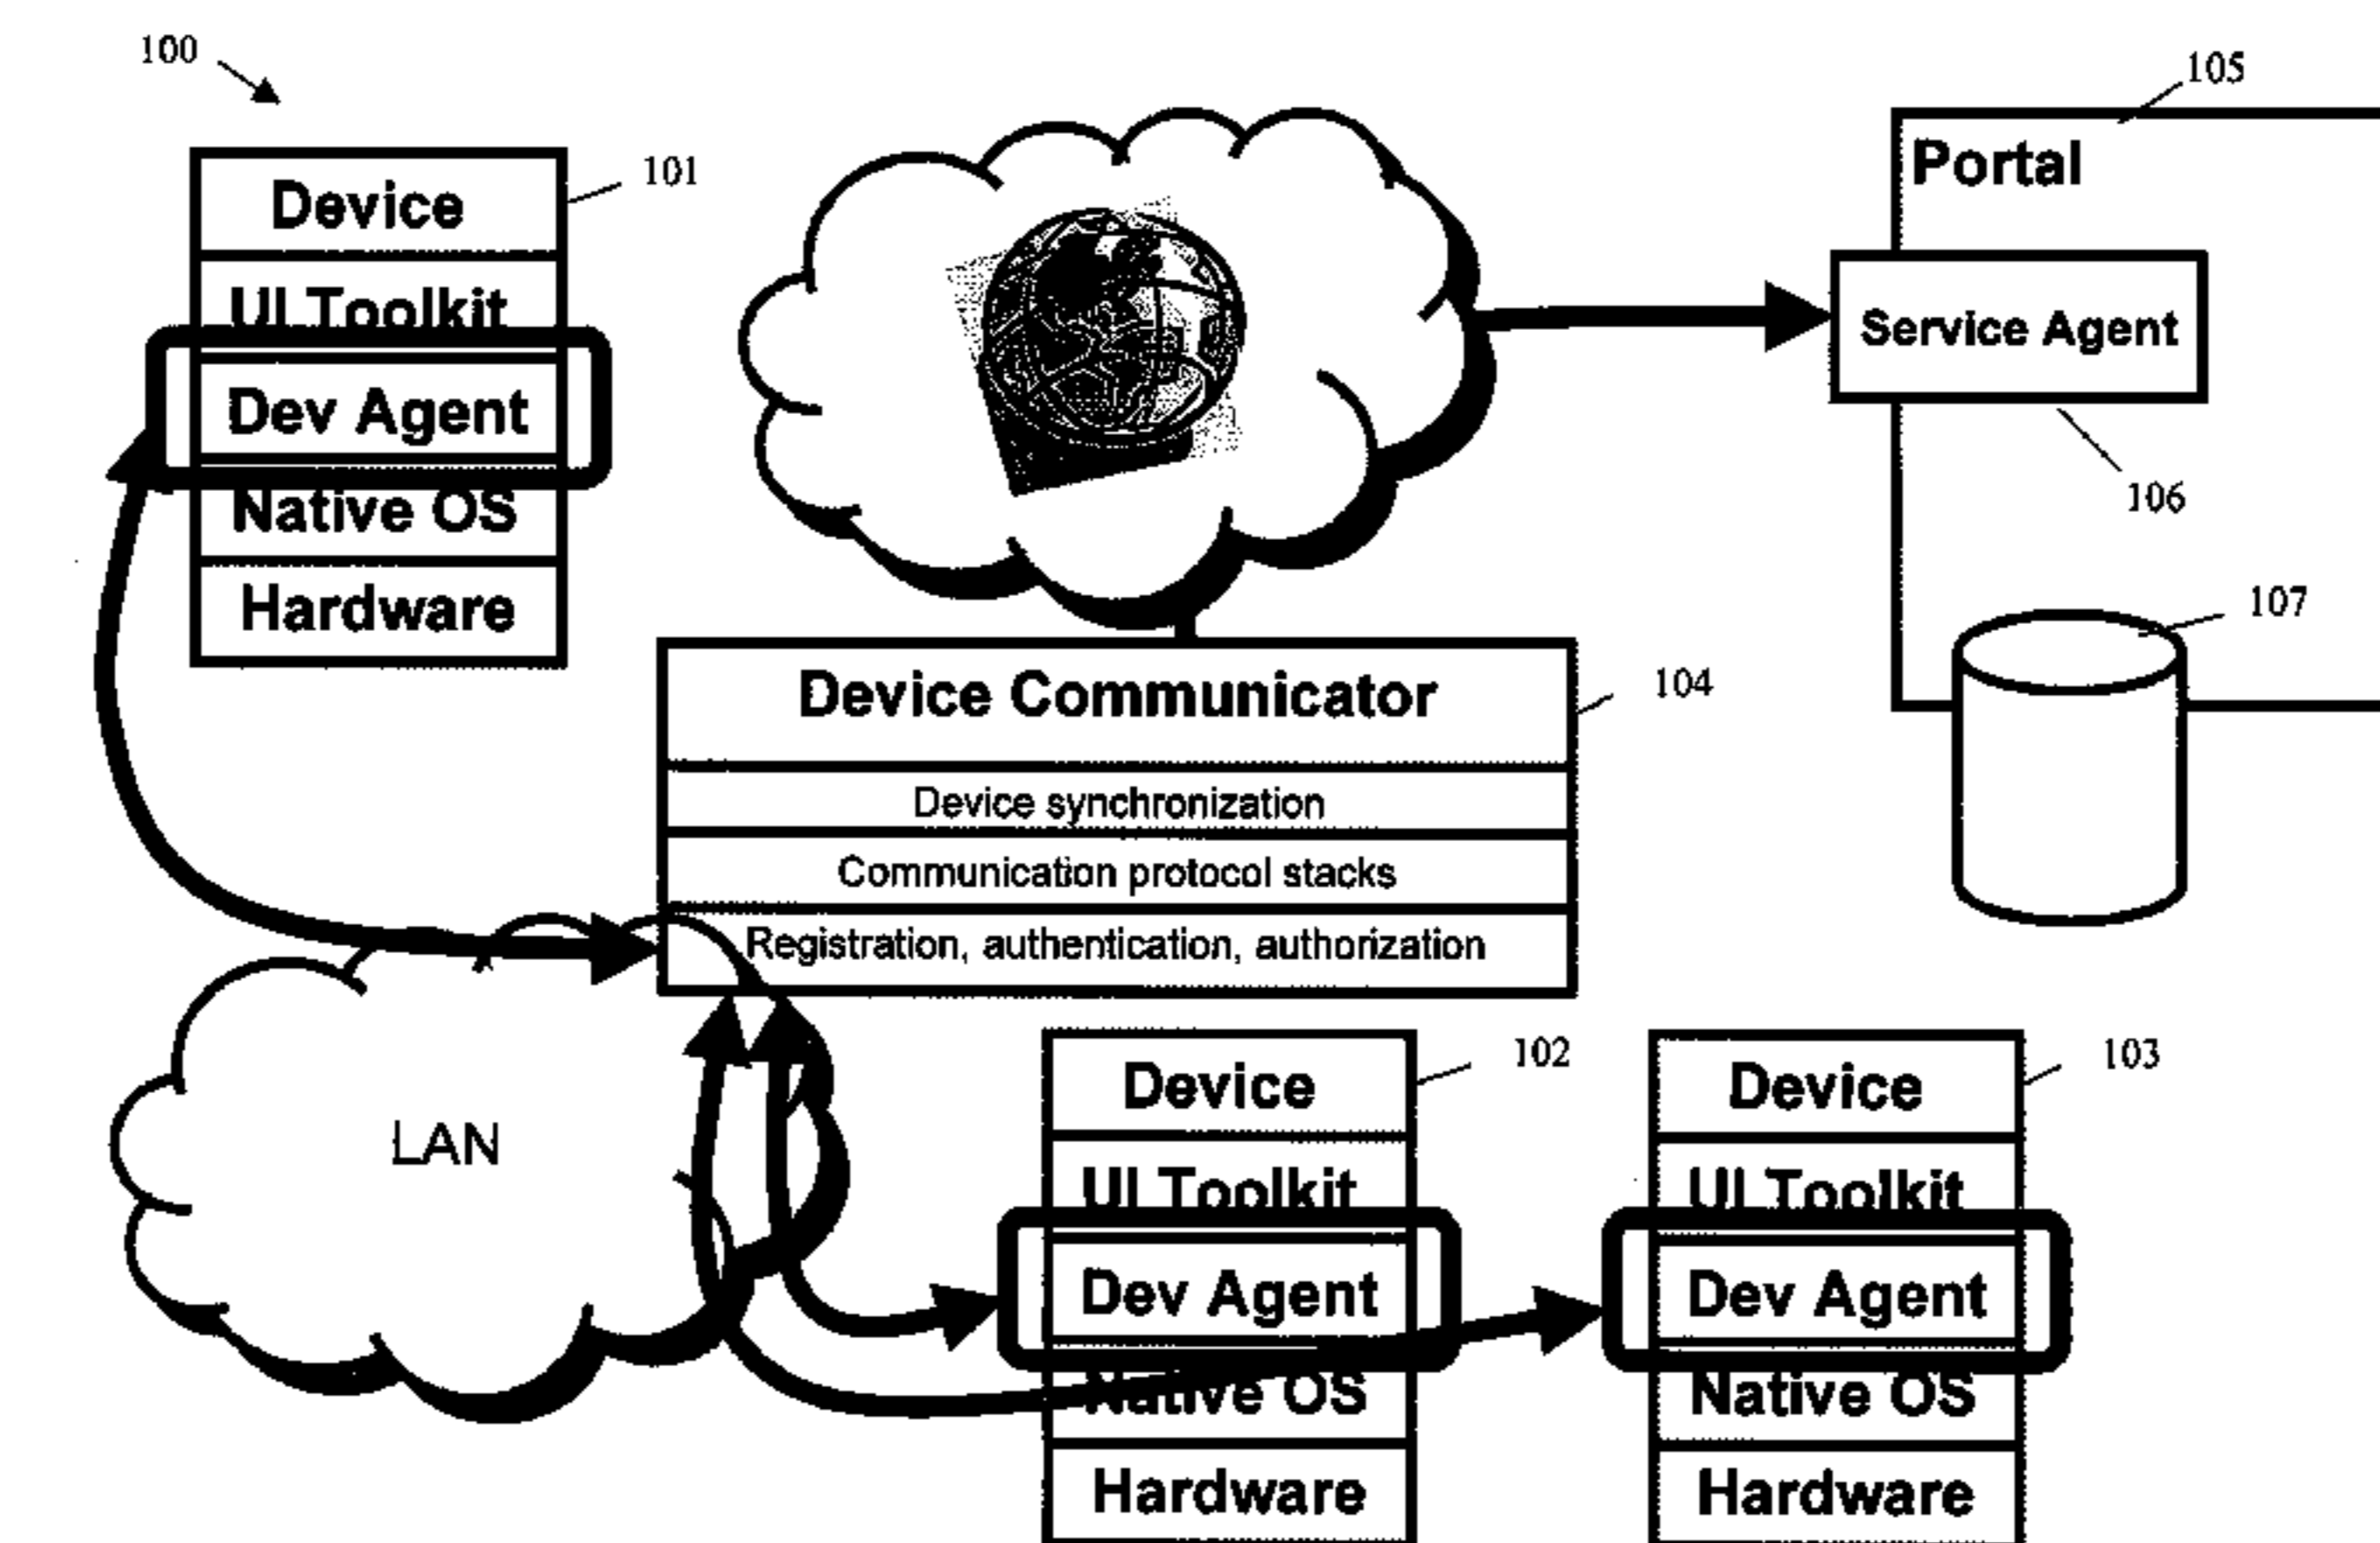 100
101
Device
UI Toolkit
Dev Agent
Native OS
Hardware
105
Portal
Service Agent
106
107
Device Communicator
104
Device synchronization
Communication protocol stacks
Registration, authentication, authorization
LAN
102
Device
UI Toolkit
Dev Agent
Native OS
Hardware
103
Device
UI Toolkit
Dev Agent
Native OS
Hardware